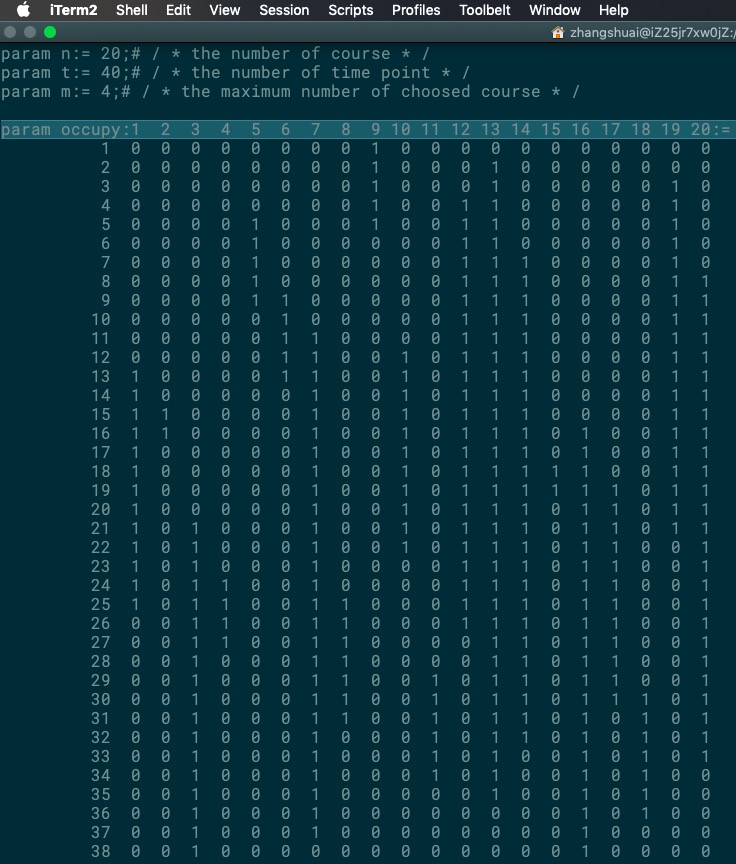 iTerm2 Shell Edit View Session Scripts Profiles Toolbelt Window Help
zhangshuai@iZ25jr7xw0jZ:/
param n:= 20;# / * the number of course * /
param t:= 40;# / * the number of time point * /
param m:= 4;# / * the maximum number of choosed course * /
param occupy:1 2 3 4 5 6 7 8 9 10 11 12 13 14 15 16 17 18 19 20:=
1 0 0 0 0 0 0 0 0 1 0 0 0 0 0 0 0 0 0 0 0
2 0 0 0 0 0 0 0 0 1 0 0 0 1 0 0 0 0 0 0 0
3 0 0 0 0 0 0 0 0 1 0 0 0 1 0 0 0 0 0 1 0
4 0 0 0 0 0 0 0 0 1 0 0 1 1 0 0 0 0 0 1 0
5 0 0 0 0 1 0 0 0 1 0 0 1 1 0 0 0 0 0 1 0
6 0 0 0 0 1 0 0 0 0 0 0 1 1 0 0 0 0 0 1 0
7 0 0 0 0 1 0 0 0 0 0 0 1 1 1 0 0 0 0 1 0
8 0 0 0 0 1 0 0 0 0 0 0 1 1 1 0 0 0 0 1 1
9 0 0 0 0 1 1 0 0 0 0 0 1 1 1 0 0 0 0 1 1
10 0 0 0 0 0 1 0 0 0 0 0 1 1 1 0 0 0 0 1 1
11 0 0 0 0 0 1 1 0 0 0 0 1 1 1 0 0 0 0 1 1
12 0 0 0 0 0 1 1 0 0 1 0 1 1 1 0 0 0 0 1 1
13 1 0 0 0 0 1 1 0 0 1 0 1 1 1 0 0 0 0 1 1
14 1 0 0 0 0 0 1 0 0 1 0 1 1 1 0 0 0 0 1 1
15 1 1 0 0 0 0 1 0 0 1 0 1 1 1 0 0 0 0 1 1
16 1 1 0 0 0 0 1 0 0 1 0 1 1 1 0 1 0 0 1 1
17 1 0 0 0 0 0 1 0 0 1 0 1 1 1 0 1 0 0 1 1
18 1 0 0 0 0 0 1 0 0 1 0 1 1 1 1 1 0 0 1 1
19 1 0 0 0 0 0 1 0 0 1 0 1 1 1 1 1 1 0 1 1
20 1 0 0 0 0 0 1 0 0 1 0 1 1 1 0 1 1 0 1 1
21 1 0 1 0 0 0 1 0 0 1 0 1 1 1 0 1 1 0 1 1
22 1 0 1 0 0 0 1 0 0 1 0 1 1 1 0 1 1 0 0 1
23 1 0 1 0 0 0 1 0 0 0 0 1 1 1 0 1 1 0 0 1
24 1 0 1 1 0 0 1 0 0 0 0 1 1 1 0 1 1 0 0 1
25 1 0 1 1 0 0 1 1 0 0 0 1 1 1 0 1 1 0 0 1
26 0 0 1 1 0 0 1 1 0 0 0 1 1 1 0 1 1 0 0 1
27 0 0 1 1 0 0 1 1 0 0 0 0 1 1 0 1 1 0 0 1
28 0 0 1 0 0 0 1 1 0 0 0 0 1 1 0 1 1 0 0 1
29 0 0 1 0 0 0 1 1 0 0 1 0 1 1 0 1 1 0 0 1
30 0 0 1 0 0 0 1 1 0 0 1 0 1 1 0 1 1 1 0 1
31 0 0 1 0 0 0 1 1 0 0 1 0 1 1 0 1 0 1 0 1
32 0 0 1 0 0 0 1 0 0 0 1 0 1 1 0 1 0 1 0 1
33 0 0 1 0 0 0 1 0 0 0 1 0 1 0 0 1 0 1 0 1
34 0 0 1 0 0 0 1 0 0 0 1 0 1 0 0 1 0 1 0 0
35 0 0 1 0 0 0 1 0 0 0 0 0 1 0 0 1 0 1 0 0
36 0 0 1 0 0 0 1 0 0 0 0 0 0 0 0 1 0 1 0 0
37 0 0 1 0 0 0 1 0 0 0 0 0 0 0 0 1 0 0 0 0
38 0 0 1 0 0 0 0 0 0 0 0 0 0 0 0 1 0 0 0 0